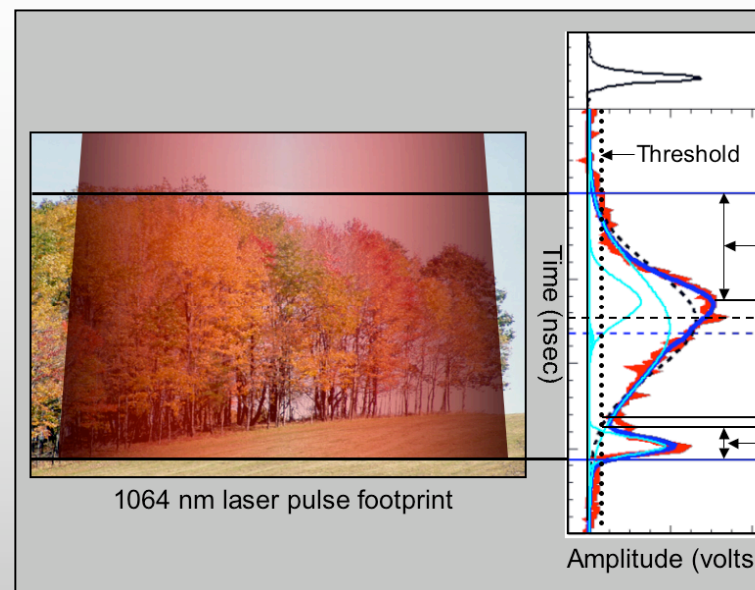 Threshold
Time (nsec)
1064 nm laser pulse footprint
Amplitude (volts